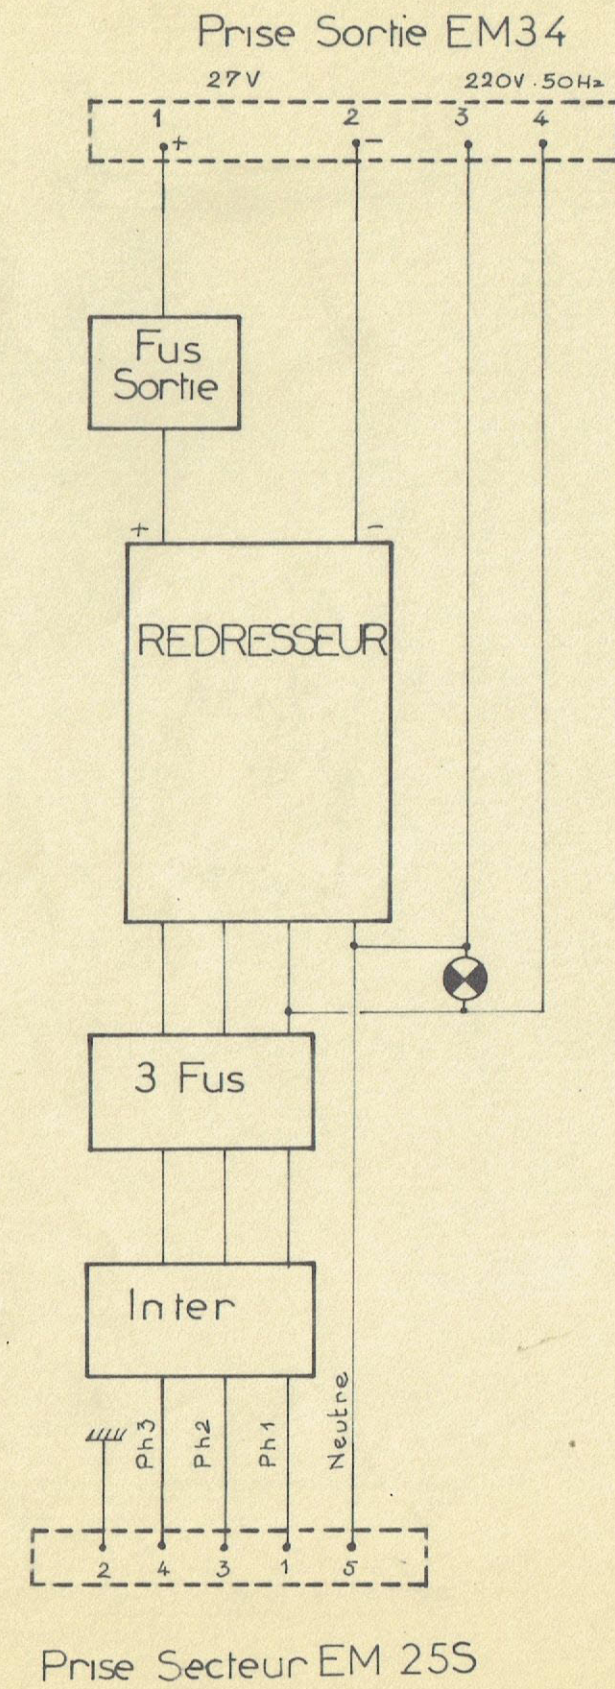 Prise Sortie EM34
27V 220V.50Hz
1 2 3 4
+ −
Fus
Sortie
+ −
REDRESSEUR
3 Fus
Inter
Ph3 Ph2 Ph1 Neutre
2 4 3 1 5
Prise Secteur EM 25S